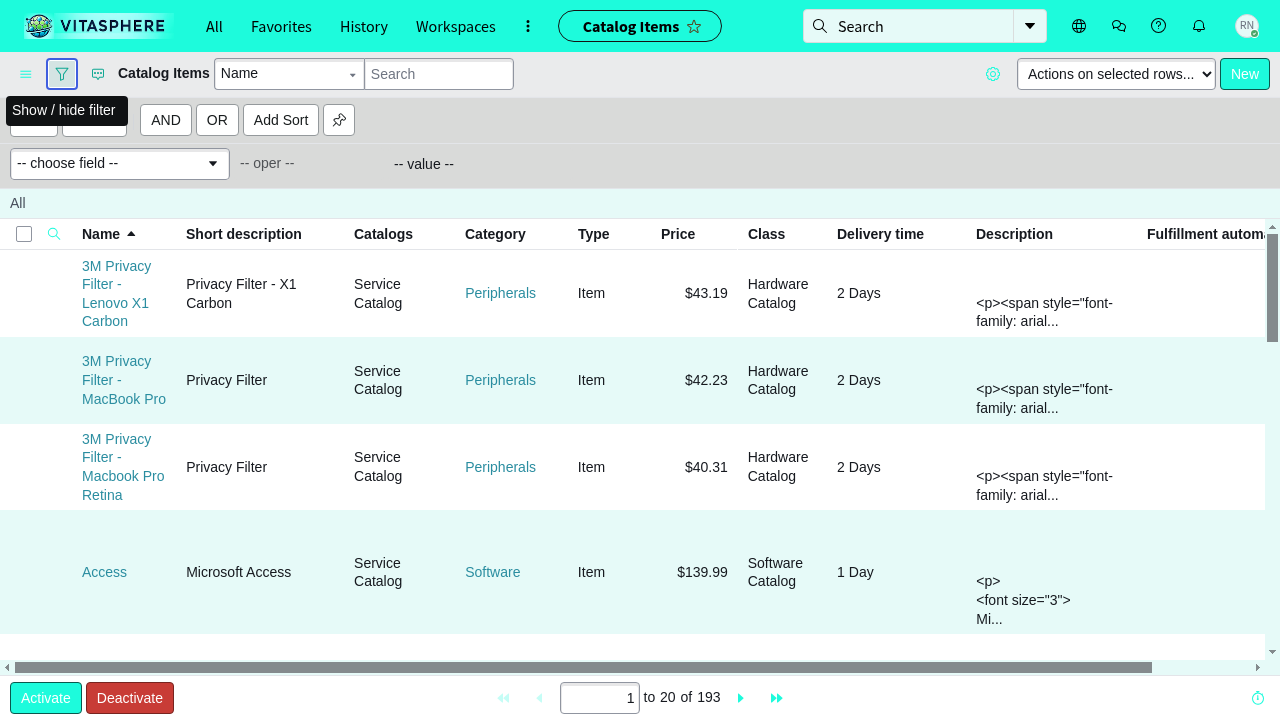 VITASPHERE
All
Favorites
History
Workspaces
Catalog Items
Search
RN
Catalog Items
Name
Search
Actions on selected rows...
New
Show / hide filter
AND
OR
Add Sort
-- choose field --
-- oper --
-- value --
All
Name
Short description
Catalogs
Category
Type
Price
Class
Delivery time
Description
Fulfillment automa
3M Privacy
Filter -
Lenovo X1
Carbon
Privacy Filter - X1
Carbon
Service
Catalog
Peripherals
Item
$43.19
Hardware
Catalog
2 Days
<p><span style="font-
family: arial...
3M Privacy
Filter -
MacBook Pro
Privacy Filter
Service
Catalog
Peripherals
Item
$42.23
Hardware
Catalog
2 Days
<p><span style="font-
family: arial...
3M Privacy
Filter -
Macbook Pro
Retina
Privacy Filter
Service
Catalog
Peripherals
Item
$40.31
Hardware
Catalog
2 Days
<p><span style="font-
family: arial...
Access
Microsoft Access
Service
Catalog
Software
Item
$139.99
Software
Catalog
1 Day
<p>
<font size="3">
Mi...
Activate
Deactivate
1 to 20 of 193